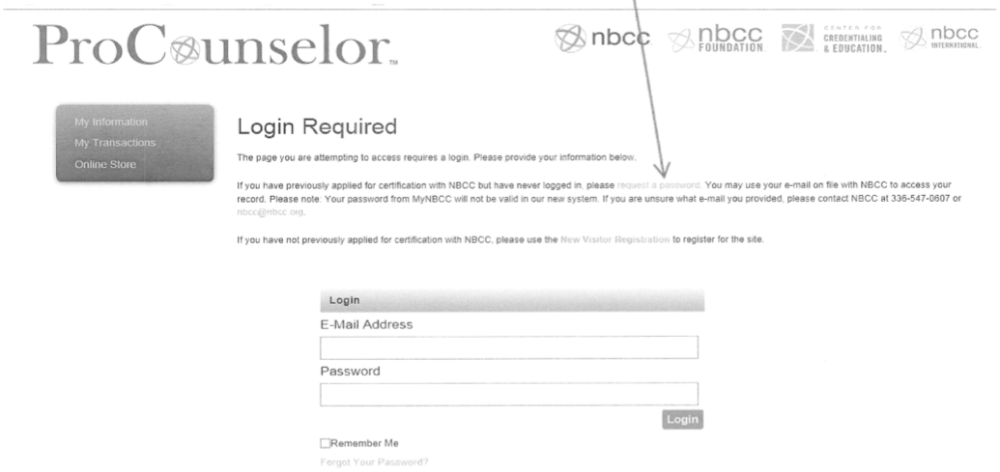 ProCounselor™
nbcc
nbcc
FOUNDATION
CENTER FOR
CREDENTIALING
& EDUCATION.
nbcc
INTERNATIONAL.
My Information
My Transactions
Online Store
Login Required
The page you are attempting to access requires a login. Please provide your information below.
If you have previously applied for certification with NBCC but have never logged in, please request a password. You may use your e-mail on file with NBCC to access your
record. Please note: Your password from MyNBCC will not be valid in our new system. If you are unsure what e-mail you provided, please contact NBCC at 336-547-0607 or
nbcc@nbcc.org.
If you have not previously applied for certification with NBCC, please use the New Visitor Registration to register for the site.
Login
E-Mail Address
Password
Login
Remember Me
Forgot Your Password?